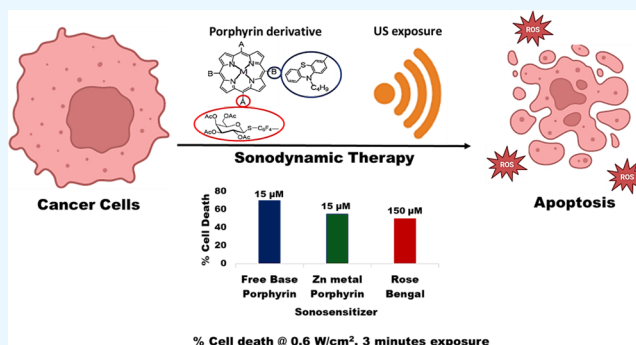 Porphyrin derivative
US exposure
A
B
M
N
N
N
N
B
S
N
C₄H₉
A
AcO
OAc
AcO
O
S—C₆F₄—
OAc
ROS
ROS
ROS
Sonodynamic Therapy
Cancer Cells
Apoptosis
% Cell Death
80
60
40
20
0
15 µM
15 µM
150 µM
Free Base
Porphyrin
Zn metal
Porphyrin
Rose
Bengal
Sonosensitizer
% Cell death @ 0.6 W/cm², 3 minutes exposure